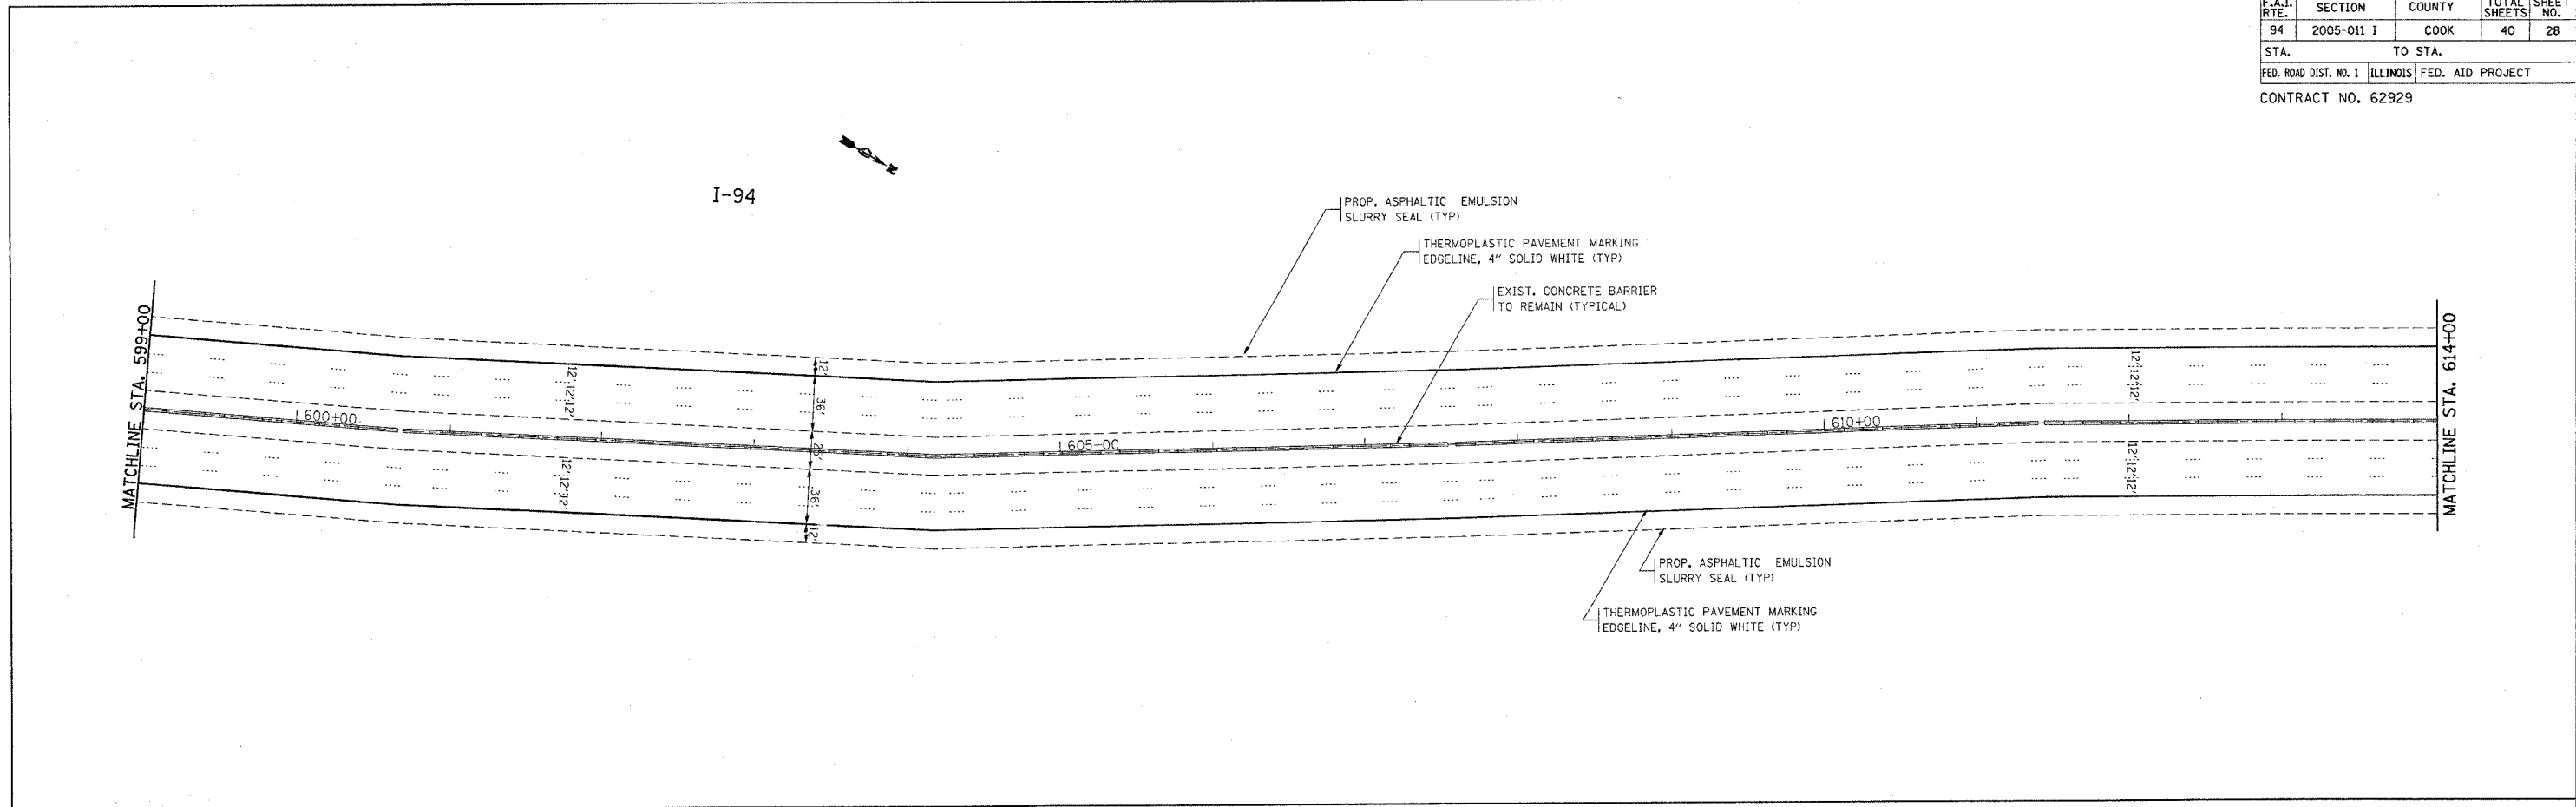 F.A.I. RTE. SECTION COUNTY TOTAL SHEETS SHEET NO.
94 2005-011 I COOK 40 28
STA. TO STA.
FED. ROAD DIST. NO. 1 ILLINOIS FED. AID PROJECT
CONTRACT NO. 62929
N
I-94
PROP. ASPHALTIC EMULSION
SLURRY SEAL (TYP)
THERMOPLASTIC PAVEMENT MARKING
EDGELINE, 4" SOLID WHITE (TYP)
EXIST. CONCRETE BARRIER
TO REMAIN (TYPICAL)
MATCHLINE STA. 599+00
600+00
12' 12' 12'
12' 12' 12'
12'
36'
36'
12'
605+00
610+00
12' 12' 12'
12' 12' 12'
MATCHLINE STA. 614+00
PROP. ASPHALTIC EMULSION
SLURRY SEAL (TYP)
THERMOPLASTIC PAVEMENT MARKING
EDGELINE, 4" SOLID WHITE (TYP)